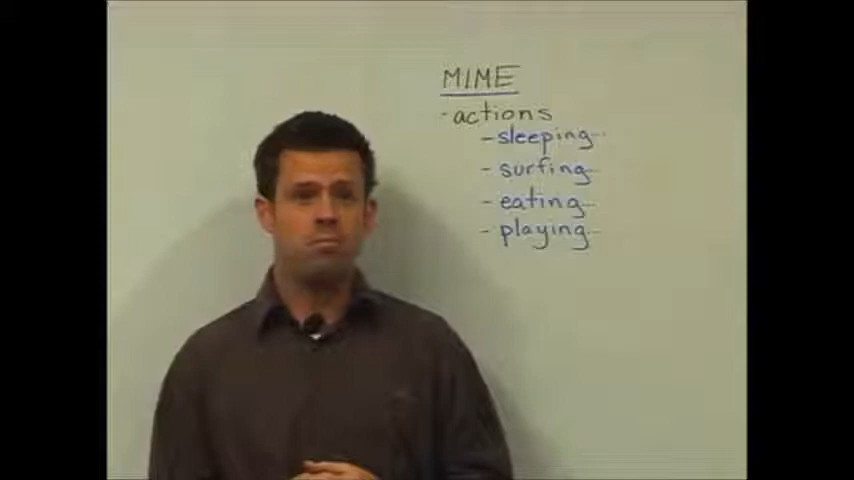 MIME
- actions
- sleeping...
- surfing...
- eating...
- playing...